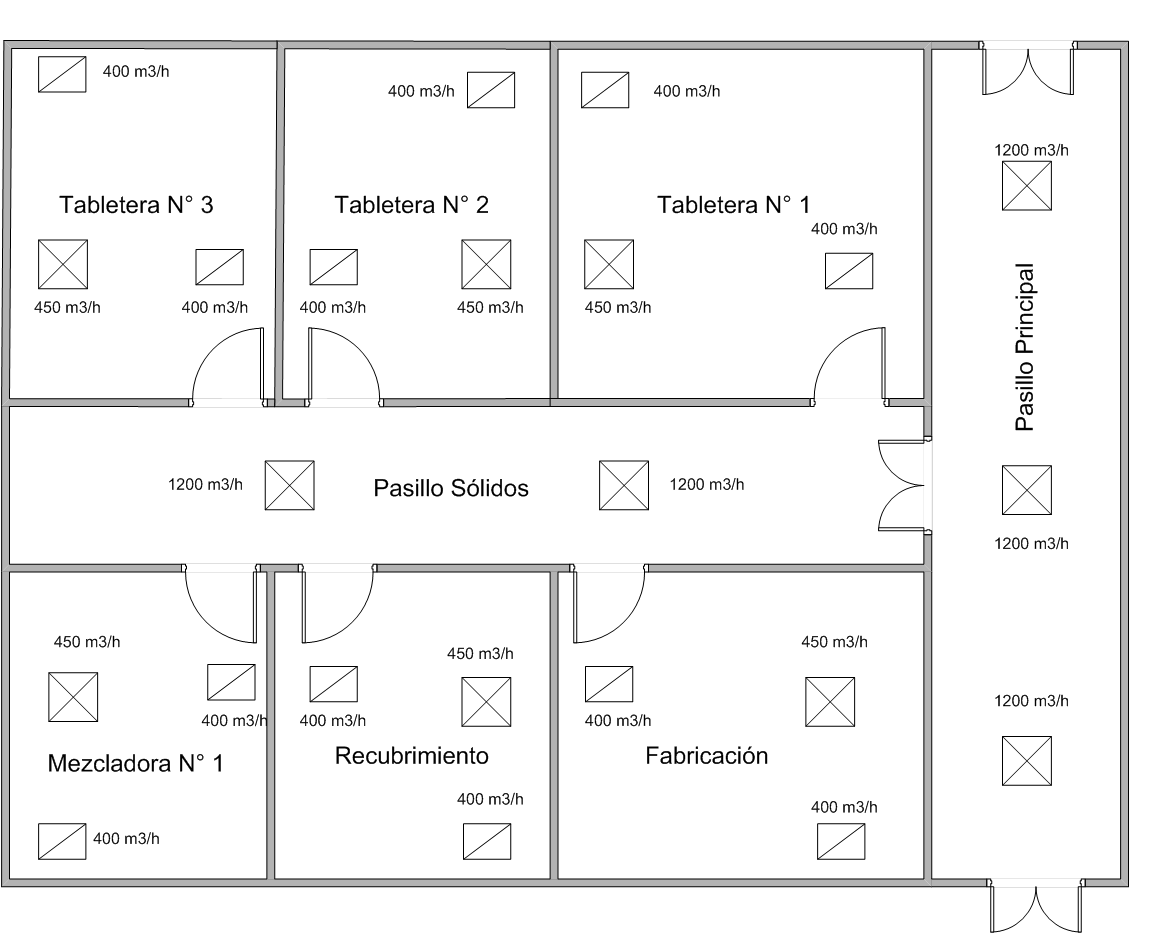 400 m3/h
400 m3/h
400 m3/h
1200 m3/h
Tabletera N° 3
Tabletera N° 2
Tabletera N° 1
400 m3/h
450 m3/h
400 m3/h
400 m3/h
450 m3/h
450 m3/h
Pasillo Principal
1200 m3/h
Pasillo Sólidos
1200 m3/h
1200 m3/h
450 m3/h
450 m3/h
450 m3/h
400 m3/h
400 m3/h
400 m3/h
1200 m3/h
Mezcladora N° 1
Recubrimiento
Fabricación
400 m3/h
400 m3/h
400 m3/h